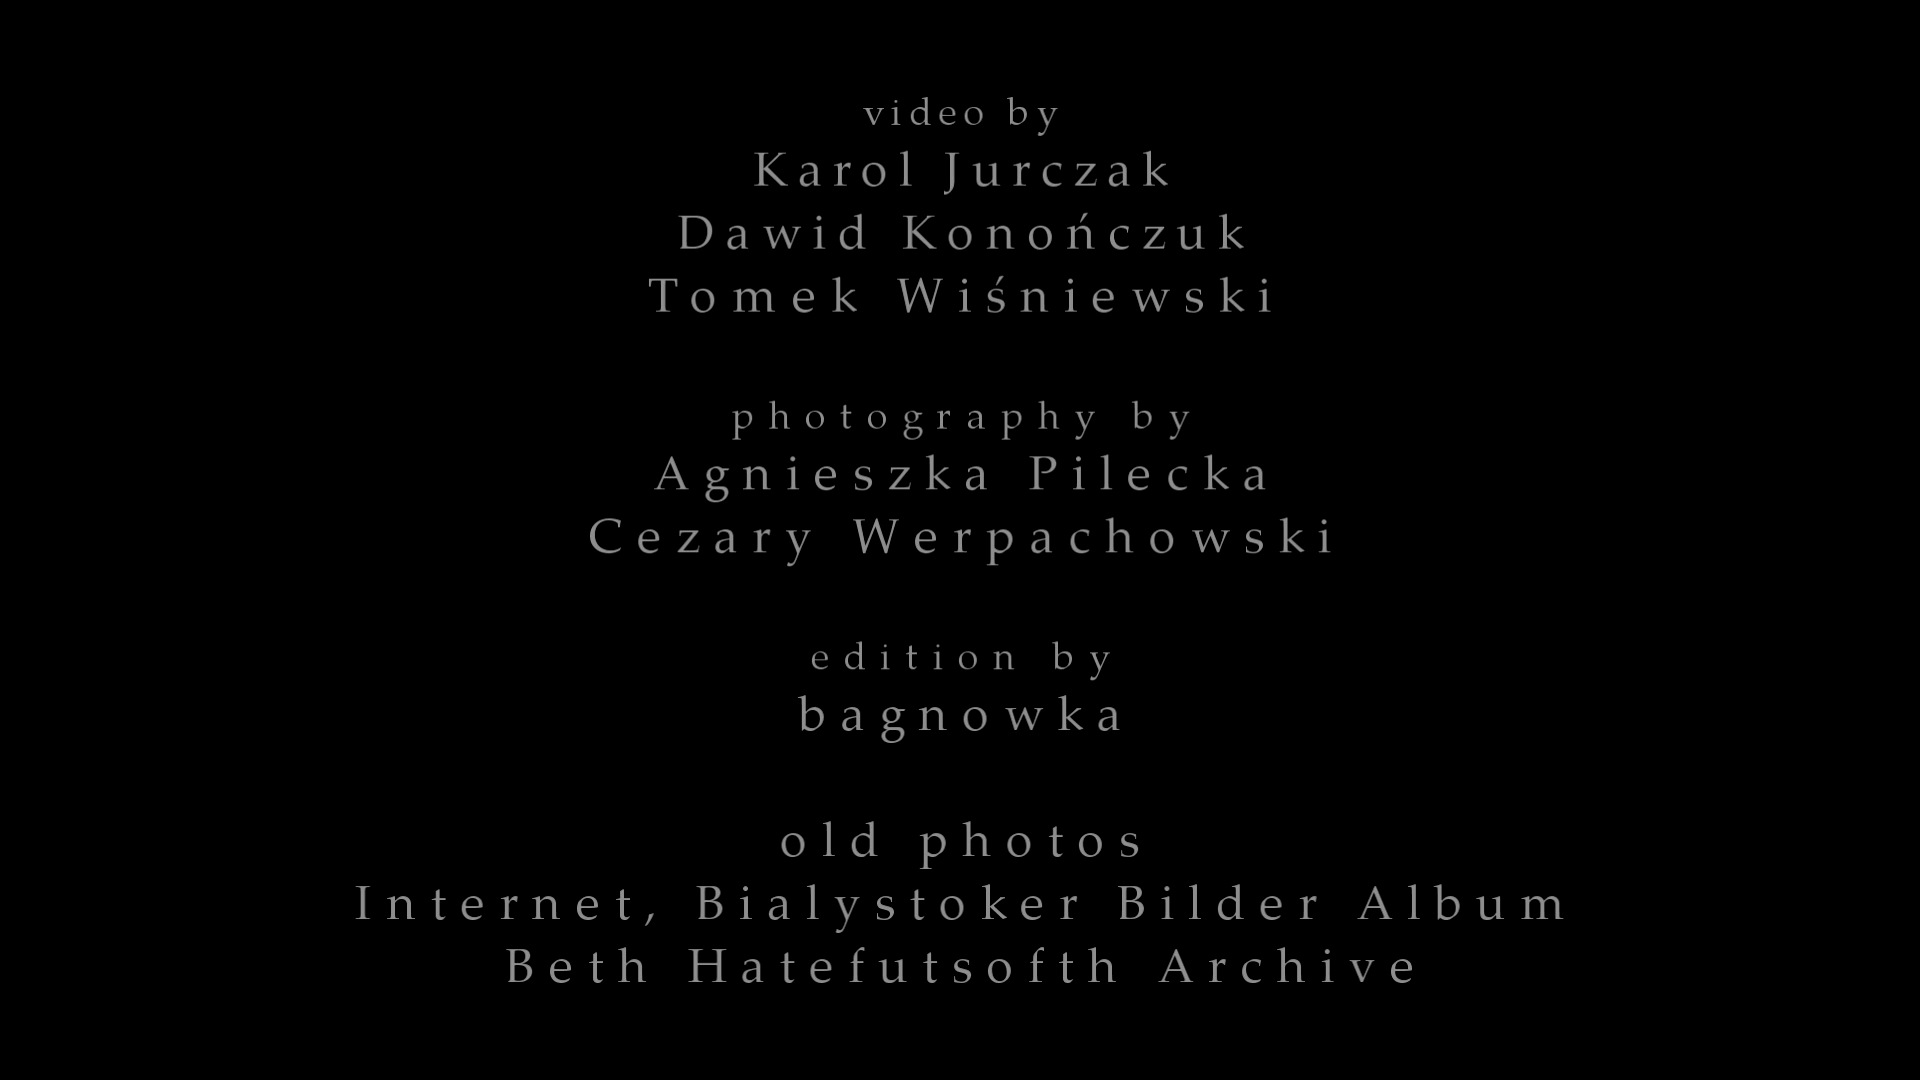 video by
Karol Jurczak
Dawid Konończuk
Tomek Wiśniewski
photography by
Agnieszka Pilecka
Cezary Werpachowski
edition by
bagnowka
old photos
Internet, Bialystoker Bilder Album
Beth Hatefutsofth Archive